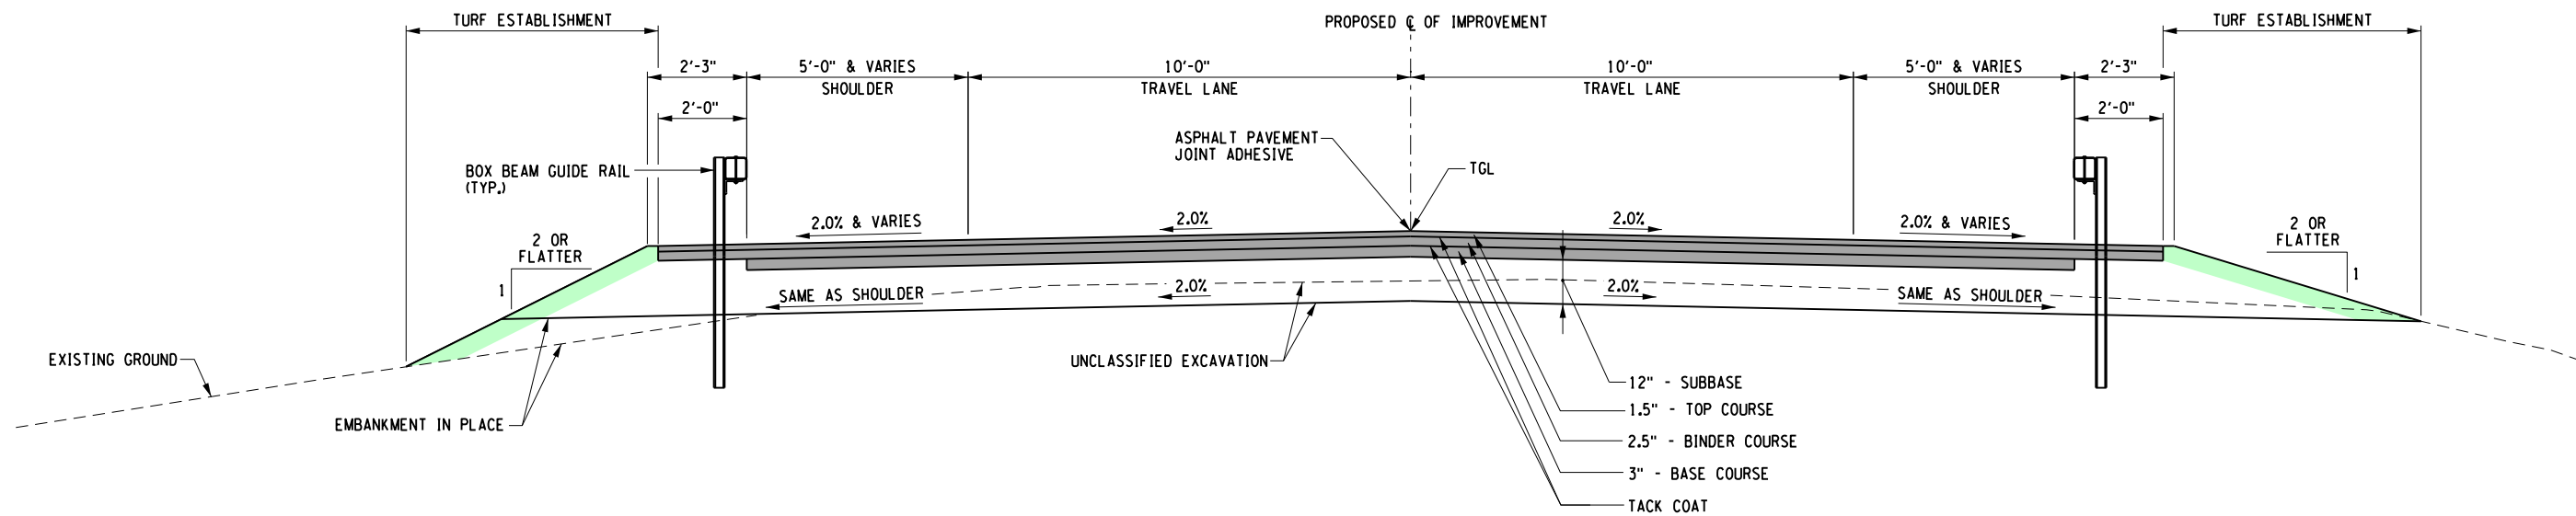 TURF ESTABLISHMENT
PROPOSED ℄ OF IMPROVEMENT
TURF ESTABLISHMENT
2'-3"
5'-0" & VARIES
SHOULDER
10'-0"
TRAVEL LANE
10'-0"
TRAVEL LANE
5'-0" & VARIES
SHOULDER
2'-3"
2'-0"
2'-0"
ASPHALT PAVEMENT
JOINT ADHESIVE
TGL
BOX BEAM GUIDE RAIL
(TYP.)
2.0% & VARIES
2.0%
2.0%
2.0% & VARIES
2 OR
FLATTER
1
2 OR
FLATTER
1
SAME AS SHOULDER
2.0%
2.0%
SAME AS SHOULDER
EXISTING GROUND
UNCLASSIFIED EXCAVATION
EMBANKMENT IN PLACE
12" - SUBBASE
1.5" - TOP COURSE
2.5" - BINDER COURSE
3" - BASE COURSE
TACK COAT